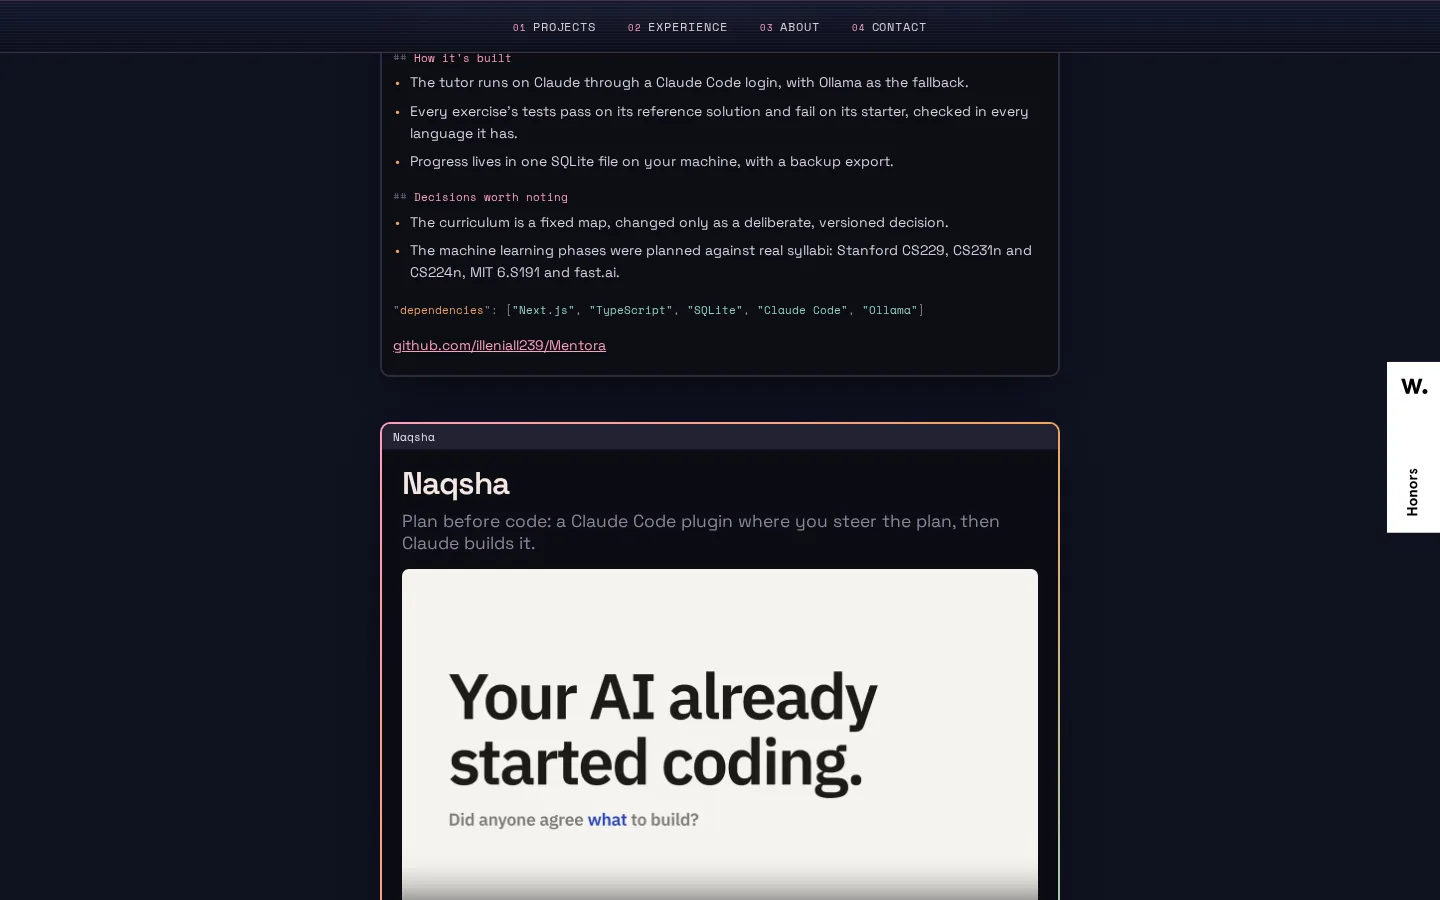 01 PROJECTS 02 EXPERIENCE 03 ABOUT 04 CONTACT
## How it's built
• The tutor runs on Claude through a Claude Code login, with Ollama as the fallback.
• Every exercise's tests pass on its reference solution and fail on its starter, checked in every
language it has.
• Progress lives in one SQLite file on your machine, with a backup export.
## Decisions worth noting
• The curriculum is a fixed map, changed only as a deliberate, versioned decision.
• The machine learning phases were planned against real syllabi: Stanford CS229, CS231n and
CS224n, MIT 6.S191 and fast.ai.
"dependencies": ["Next.js", "TypeScript", "SQLite", "Claude Code", "Ollama"]
github.com/illeniall239/Mentora
W.
Honors
Naqsha
Naqsha
Plan before code: a Claude Code plugin where you steer the plan, then
Claude builds it.
Your AI already
started coding.
Did anyone agree what to build?